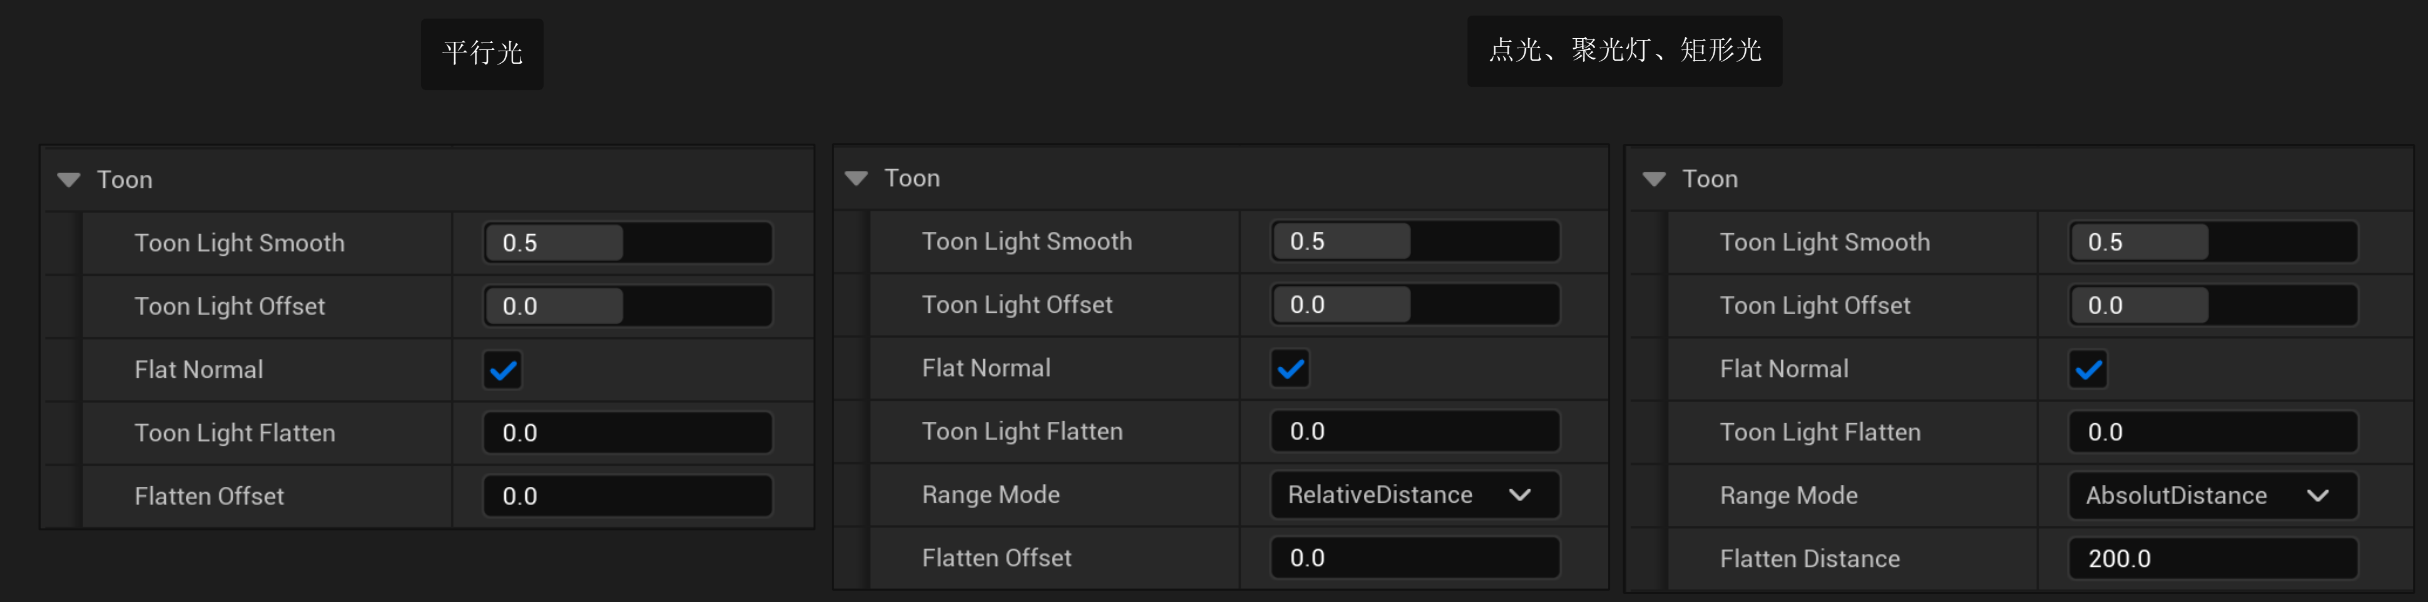 平行光
点光、聚光灯、矩形光
Toon
Toon Light Smooth 0.5
Toon Light Offset 0.0
Flat Normal
Toon Light Flatten 0.0
Flatten Offset 0.0
Toon
Toon Light Smooth 0.5
Toon Light Offset 0.0
Flat Normal
Toon Light Flatten 0.0
Range Mode RelativeDistance
Flatten Offset 0.0
Toon
Toon Light Smooth 0.5
Toon Light Offset 0.0
Flat Normal
Toon Light Flatten 0.0
Range Mode AbsolutDistance
Flatten Distance 200.0